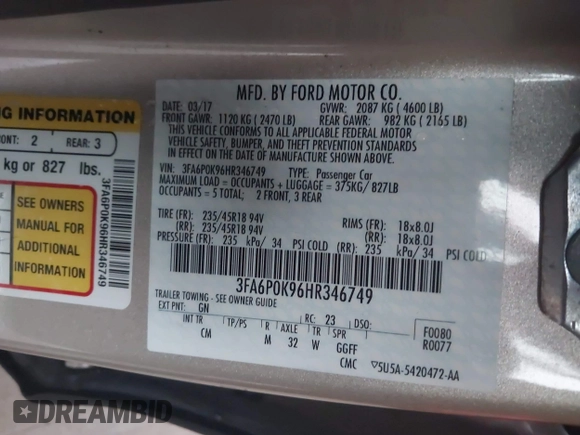 MFD. BY FORD MOTOR CO.
DATE: 03/17 GVWR: 2087 KG ( 4600 LB)
FRONT GAWR: 1120 KG ( 2470 LB) REAR GAWR: 982 KG ( 2165 LB)
THIS VEHICLE CONFORMS TO ALL APPLICABLE FEDERAL MOTOR
VEHICLE SAFETY, BUMPER, AND THEFT PREVENTION STANDARDS
IN EFFECT ON THE DATE OF MANUFACTURE SHOWN ABOVE.
VIN: 3FA6P0K96HR346749 TYPE: Passenger Car
MAXIMUM LOAD = OCCUPANTS + LUGGAGE = 375KG/827LB
OCCUPANTS = 5 TOTAL; 2 FRONT, 3 REAR
TIRE (FR): 235/45R18 94V RIMS (FR): 18x8.0J
(RR): 235/45R18 94V (RR): 18x8.0J
PRESSURE (FR): 235 kPa/ 34 PSI COLD (RR): 235 kPa/ 34 PSI COLD
3FA6P0K96HR346749
TRAILER TOWING - SEE OWNER GUIDE
EXT PNT: GN RC: 23 DSO:
F0080
R0077
INT TR TP/PS R AXLE TR SPR
CM M 32 W GGFF
CMC
5U5A-5420472-AA
NG INFORMATION
RONT: 2 REAR: 3
kg or 827 lbs.
SEE OWNERS
MANUAL FOR
ADDITIONAL
INFORMATION
3FA6P0K96HR346749
DREAMBID